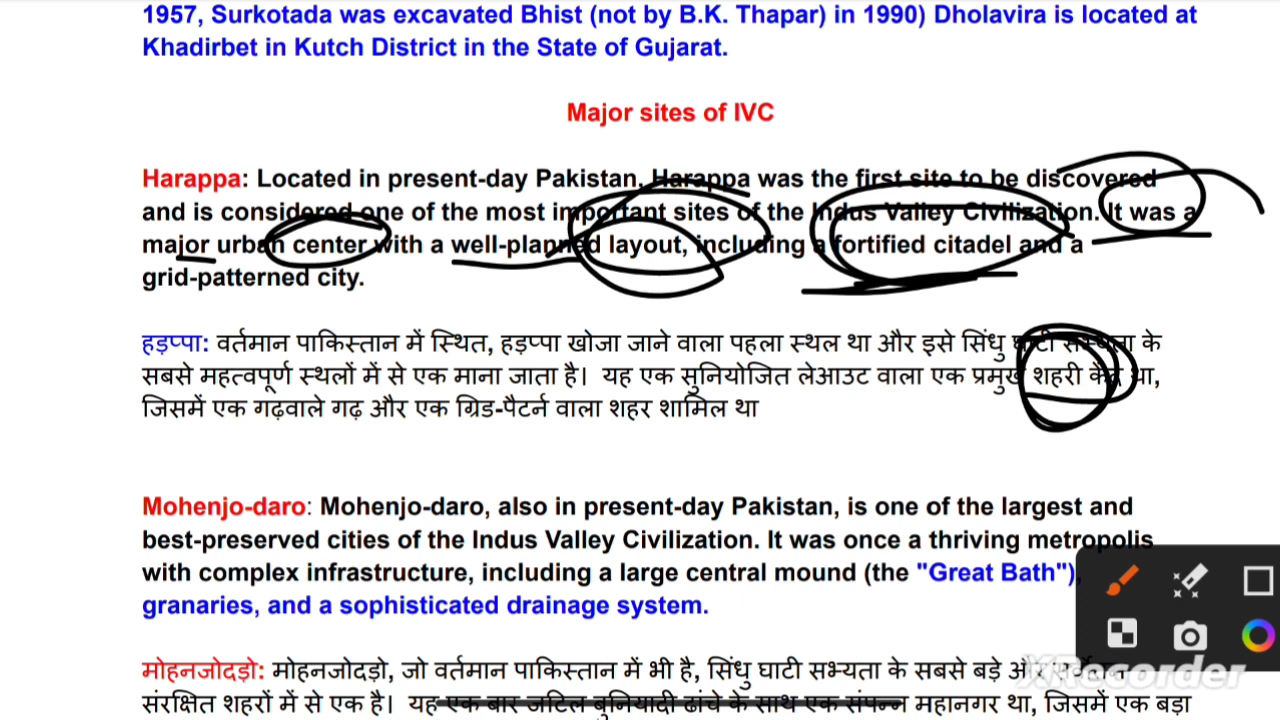 1957, Surkotada was excavated Bhist (not by B.K. Thapar) in 1990) Dholavira is located at
Khadirbet in Kutch District in the State of Gujarat.
Major sites of IVC
Harappa: Located in present-day Pakistan, Harappa was the first site to be discovered
and is considered one of the most important sites of the Indus Valley Civilization. It was a
major urban center with a well-planned layout, including a fortified citadel and a
grid-patterned city.
हड़प्पा: वर्तमान पाकिस्तान में स्थित, हड़प्पा खोजा जाने वाला पहला स्थल था और इसे सिंधु घाटी सभ्यता के
सबसे महत्वपूर्ण स्थलों में से एक माना जाता है। यह एक सुनियोजित लेआउट वाला एक प्रमुख शहरी केंद्र था,
जिसमें एक गढ़वाले गढ़ और एक ग्रिड-पैटर्न वाला शहर शामिल था
Mohenjo-daro: Mohenjo-daro, also in present-day Pakistan, is one of the largest and
best-preserved cities of the Indus Valley Civilization. It was once a thriving metropolis
with complex infrastructure, including a large central mound (the "Great Bath"),
granaries, and a sophisticated drainage system.
मोहनजोदड़ो: मोहनजोदड़ो, जो वर्तमान पाकिस्तान में भी है, सिंधु घाटी सभ्यता के सबसे बड़े
संरक्षित शहरों में से एक है। यह एक बार जटिल बुनियादी ढांचे के साथ एक संपन्न महानगर था, जिसमें एक बड़ा
XRecorder